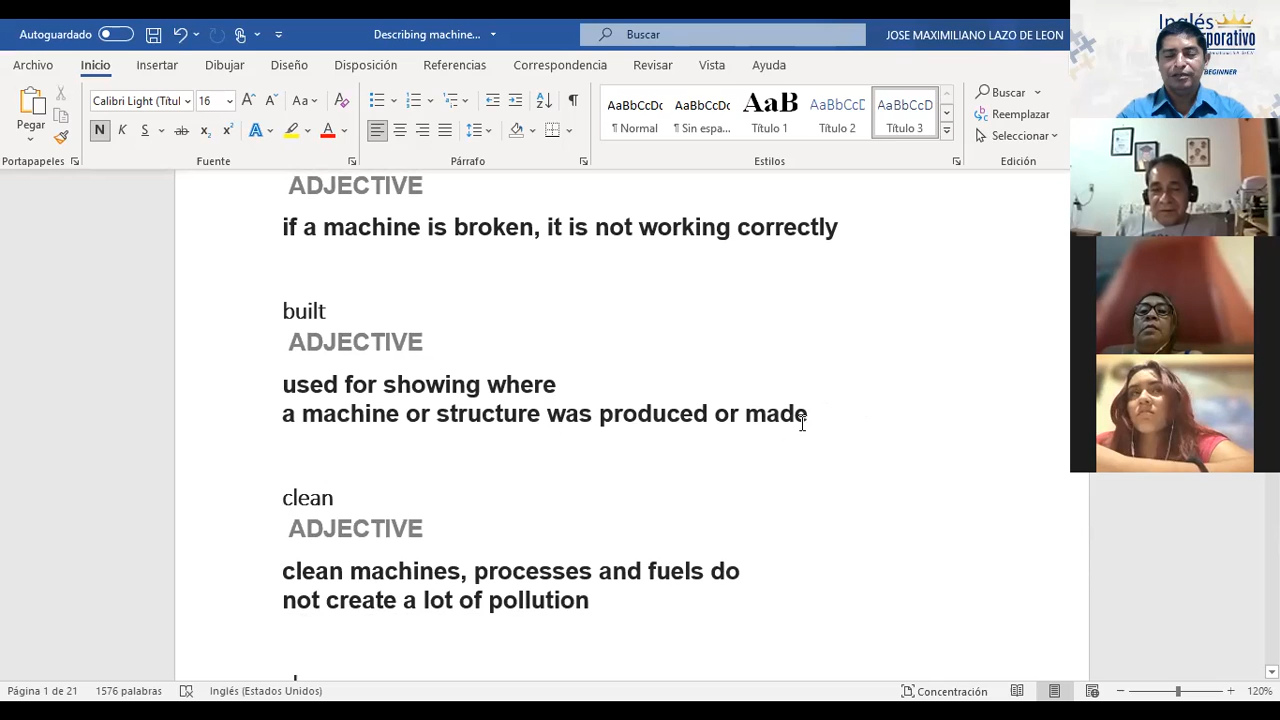 Autoguardado
Describing machine...
Buscar
JOSE MAXIMILIANO LAZO DE LEON
Archivo Inicio Insertar Dibujar Diseño Disposición Referencias Correspondencia Revisar Vista Ayuda
Pegar
Portapapeles
Calibri Light (Títul 16
N K S ab x₂ x²
Fuente
Párrafo
AaBbCcDc AaBbCcDc AaB AaBbCcD AaBbCcD
¶ Normal ¶ Sin espa... Título 1 Título 2 Título 3
Estilos
Buscar
Reemplazar
Seleccionar
Edición
Inglés
BEGINNER
ADJECTIVE
if a machine is broken, it is not working correctly
built
ADJECTIVE
used for showing where
a machine or structure was produced or made
clean
ADJECTIVE
clean machines, processes and fuels do
not create a lot of pollution
Página 1 de 21 1576 palabras Inglés (Estados Unidos) Concentración 120%